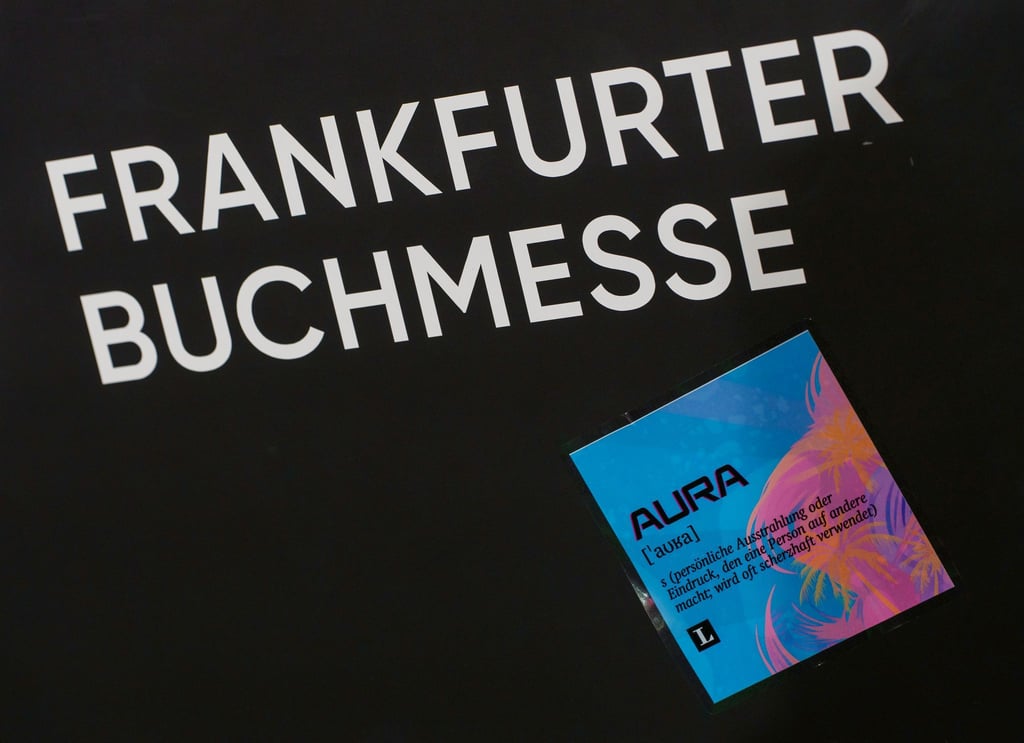 FRANKFURTER
BUCHMESSE
AURA
[ˈaʊʁa]
s (persönliche Ausstrahlung oder
Eindruck, den eine Person auf andere
macht; wird oft scherzhaft verwendet)
L